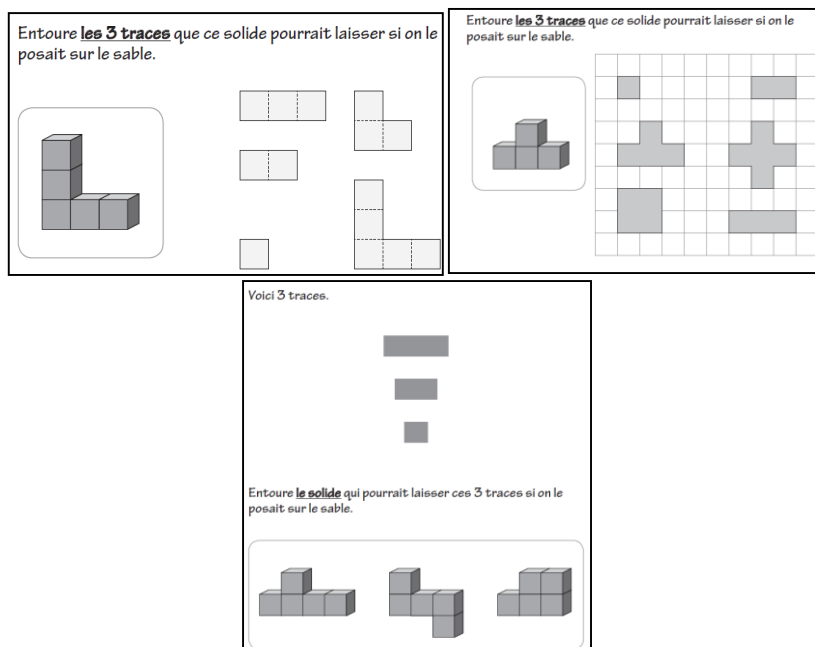 Entoure les 3 traces que ce solide pourrait laisser si on le
posait sur le sable.
Entoure les 3 traces que ce solide pourrait laisser si on le
posait sur le sable.
Voici 3 traces.
Entoure le solide qui pourrait laisser ces 3 traces si on le
posait sur le sable.